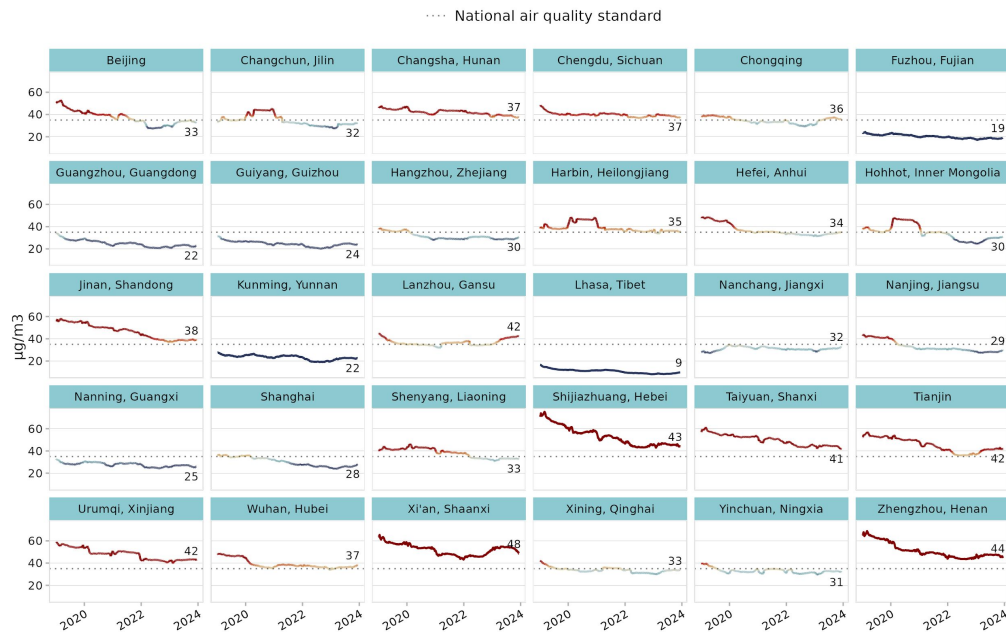 National air quality standard
Beijing
Changchun, Jilin
Changsha, Hunan
Chengdu, Sichuan
Chongqing
Fuzhou, Fujian
60
40
20
33
32
37
37
36
19
Guangzhou, Guangdong
Guiyang, Guizhou
Hangzhou, Zhejiang
Harbin, Heilongjiang
Hefei, Anhui
Hohhot, Inner Mongolia
60
40
20
22
24
30
35
34
30
µg/m3
Jinan, Shandong
Kunming, Yunnan
Lanzhou, Gansu
Lhasa, Tibet
Nanchang, Jiangxi
Nanjing, Jiangsu
60
40
20
38
22
42
9
32
29
Nanning, Guangxi
Shanghai
Shenyang, Liaoning
Shijiazhuang, Hebei
Taiyuan, Shanxi
Tianjin
60
40
20
25
28
33
43
41
42
Urumqi, Xinjiang
Wuhan, Hubei
Xi'an, Shaanxi
Xining, Qinghai
Yinchuan, Ningxia
Zhengzhou, Henan
60
40
20
42
37
48
33
31
44
2020 2022 2024 2020 2022 2024 2020 2022 2024 2020 2022 2024 2020 2022 2024 2020 2022 2024